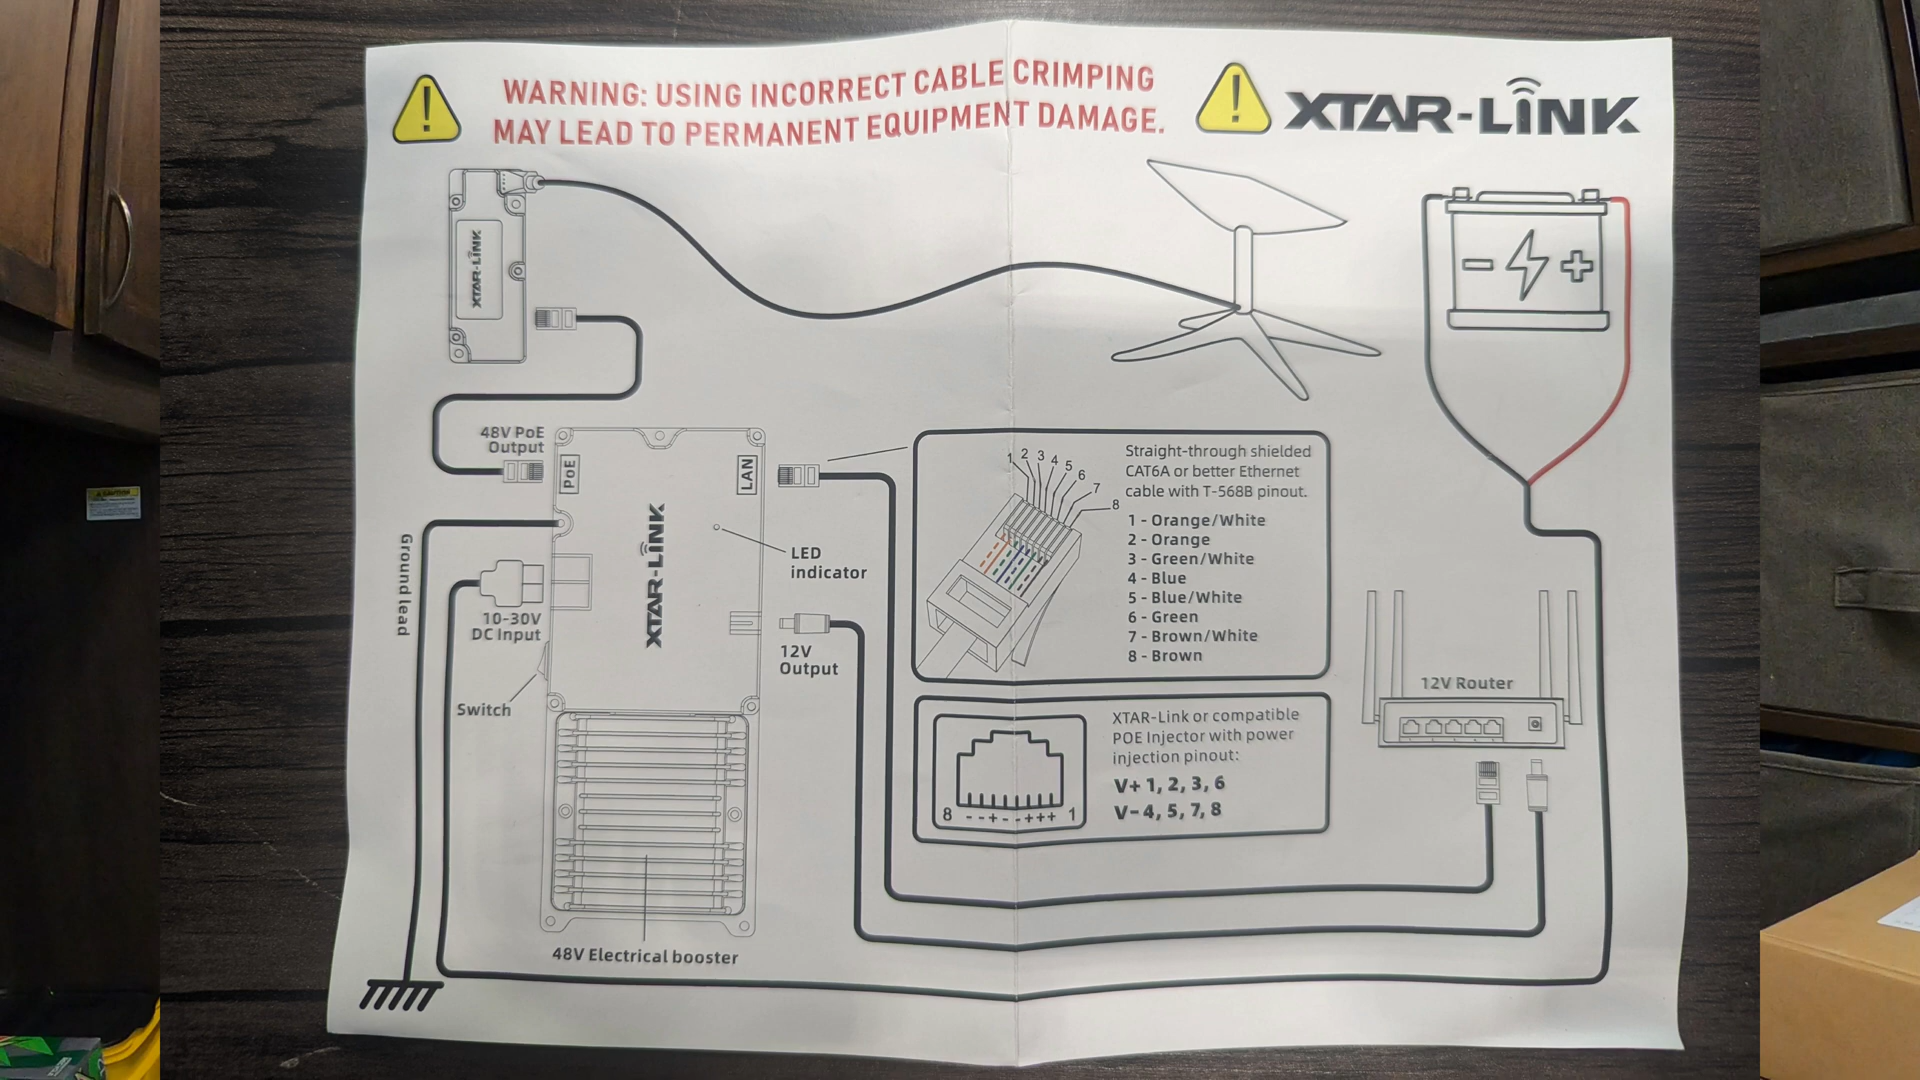 WARNING: USING INCORRECT CABLE CRIMPING
MAY LEAD TO PERMANENT EQUIPMENT DAMAGE.
XTAR-LINK
XTAR-LINK
48V PoE
Output
PoE
LAN
XTAR-LINK
LED
indicator
Ground lead
10-30V
DC Input
12V
Output
Switch
48V Electrical booster
1 2 3 4 5 6 7 8
Straight-through shielded
CAT6A or better Ethernet
cable with T-568B pinout.
1 - Orange/White
2 - Orange
3 - Green/White
4 - Blue
5 - Blue/White
6 - Green
7 - Brown/White
8 - Brown
XTAR-Link or compatible
POE Injector with power
injection pinout:
V+ 1, 2, 3, 6
V- 4, 5, 7, 8
8 --+--+++ 1
12V Router